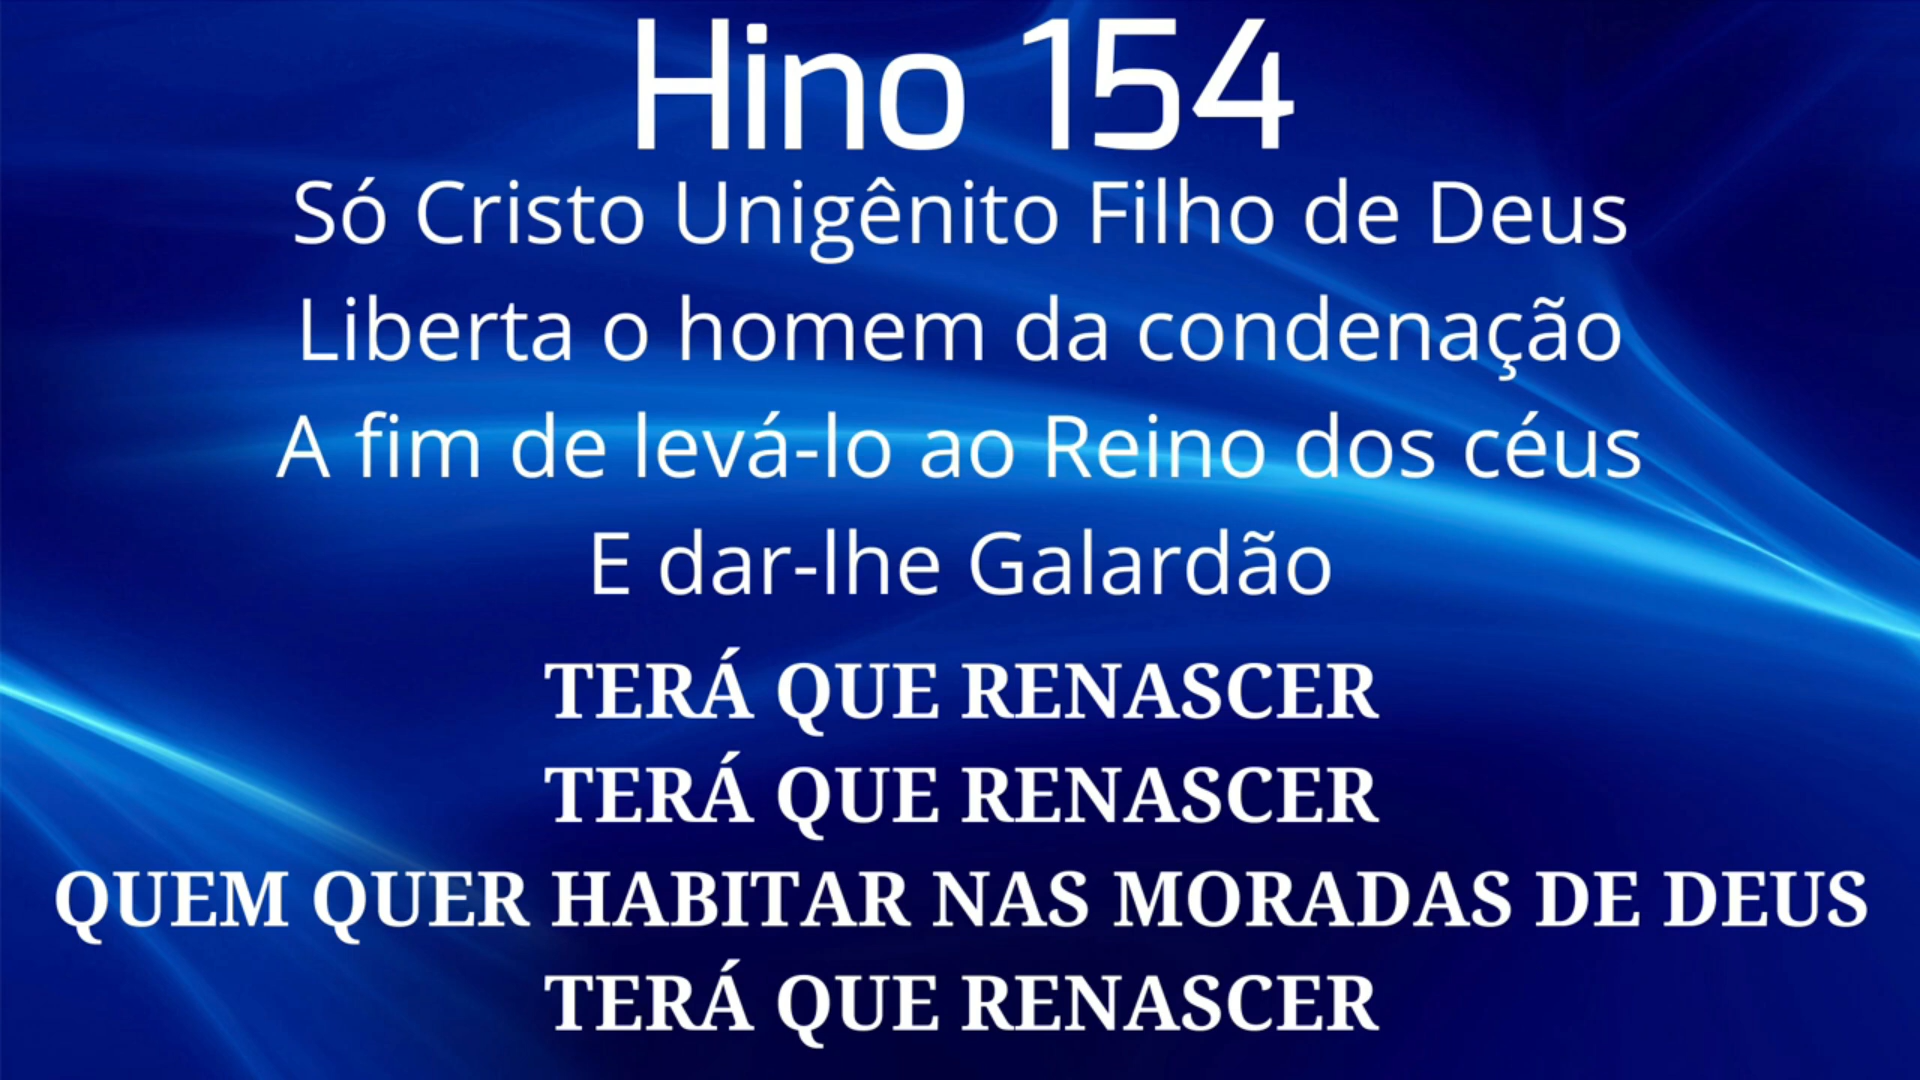 Hino 154
Só Cristo Unigênito Filho de Deus
Liberta o homem da condenação
A fim de levá-lo ao Reino dos céus
E dar-lhe Galardão
TERÁ QUE RENASCER
TERÁ QUE RENASCER
QUEM QUER HABITAR NAS MORADAS DE DEUS
TERÁ QUE RENASCER